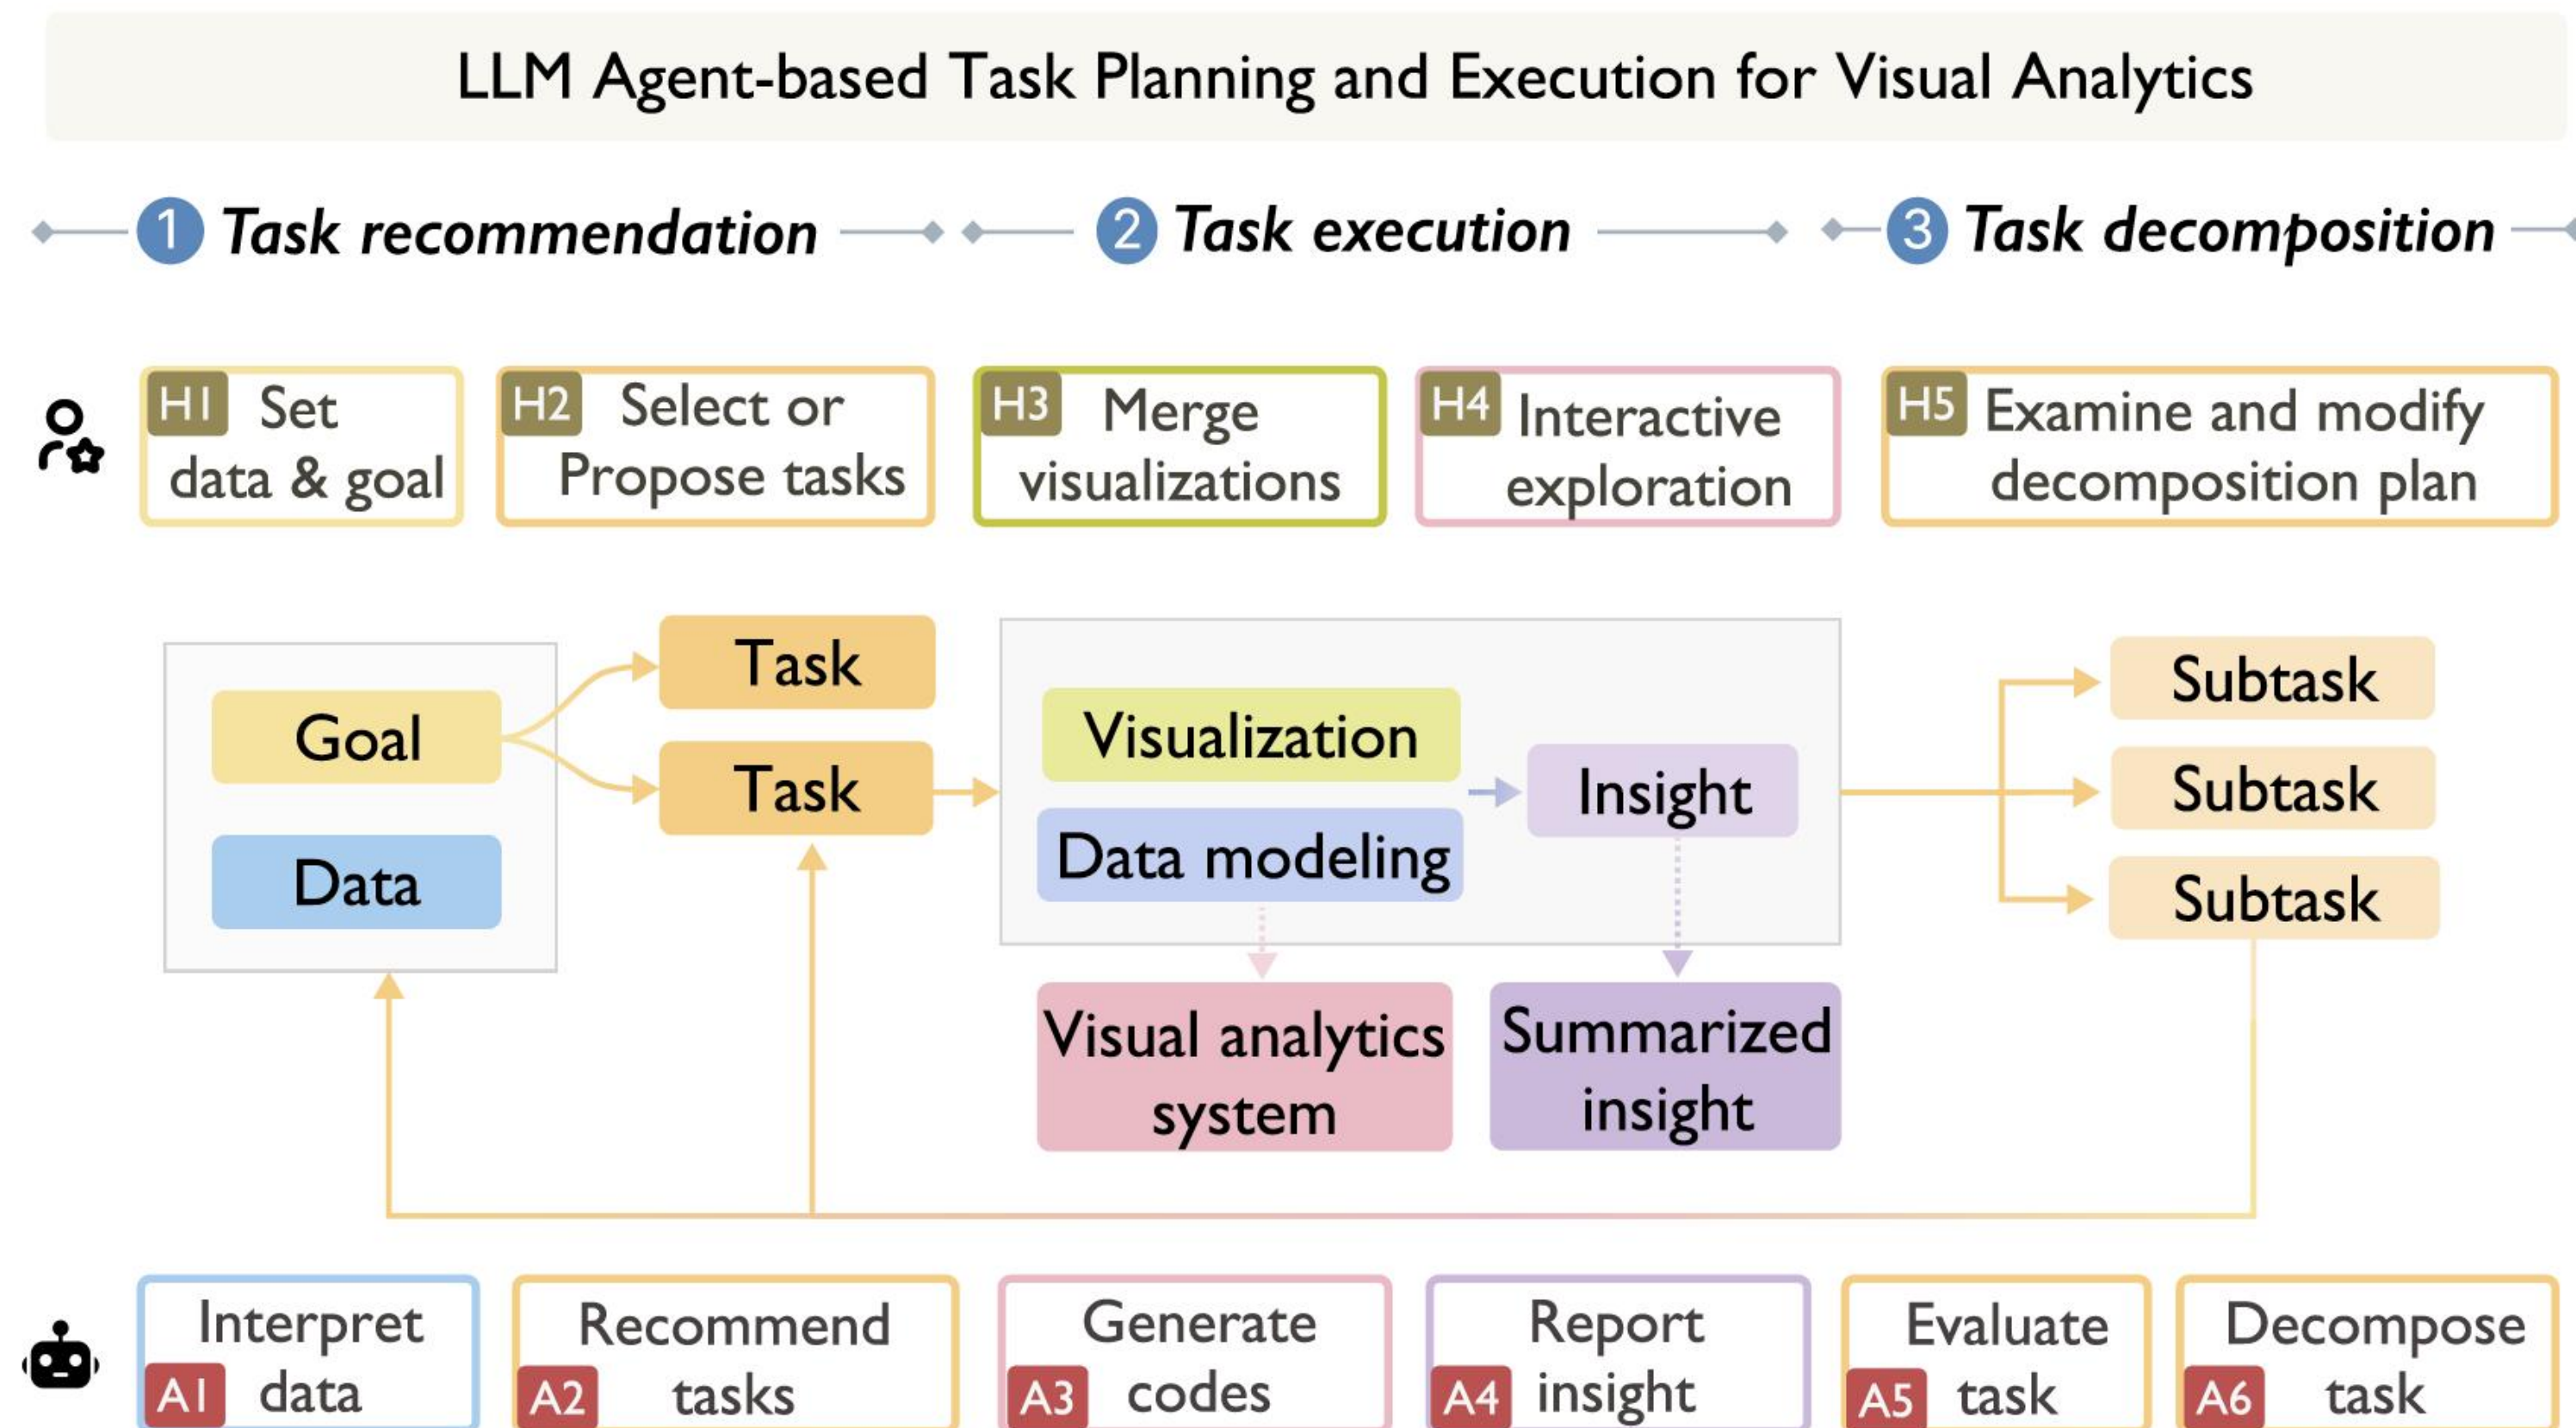 LLM Agent-based Task Planning and Execution for Visual Analytics
1 Task recommendation
2 Task execution
3 Task decomposition
H1 Set
data & goal
H2 Select or
Propose tasks
H3 Merge
visualizations
H4 Interactive
exploration
H5 Examine and modify
decomposition plan
Goal
Data
Task
Task
Visualization
Data modeling
Insight
Visual analytics
system
Summarized
insight
Subtask
Subtask
Subtask
Interpret
A1 data
Recommend
A2 tasks
Generate
A3 codes
Report
A4 insight
Evaluate
A5 task
Decompose
A6 task